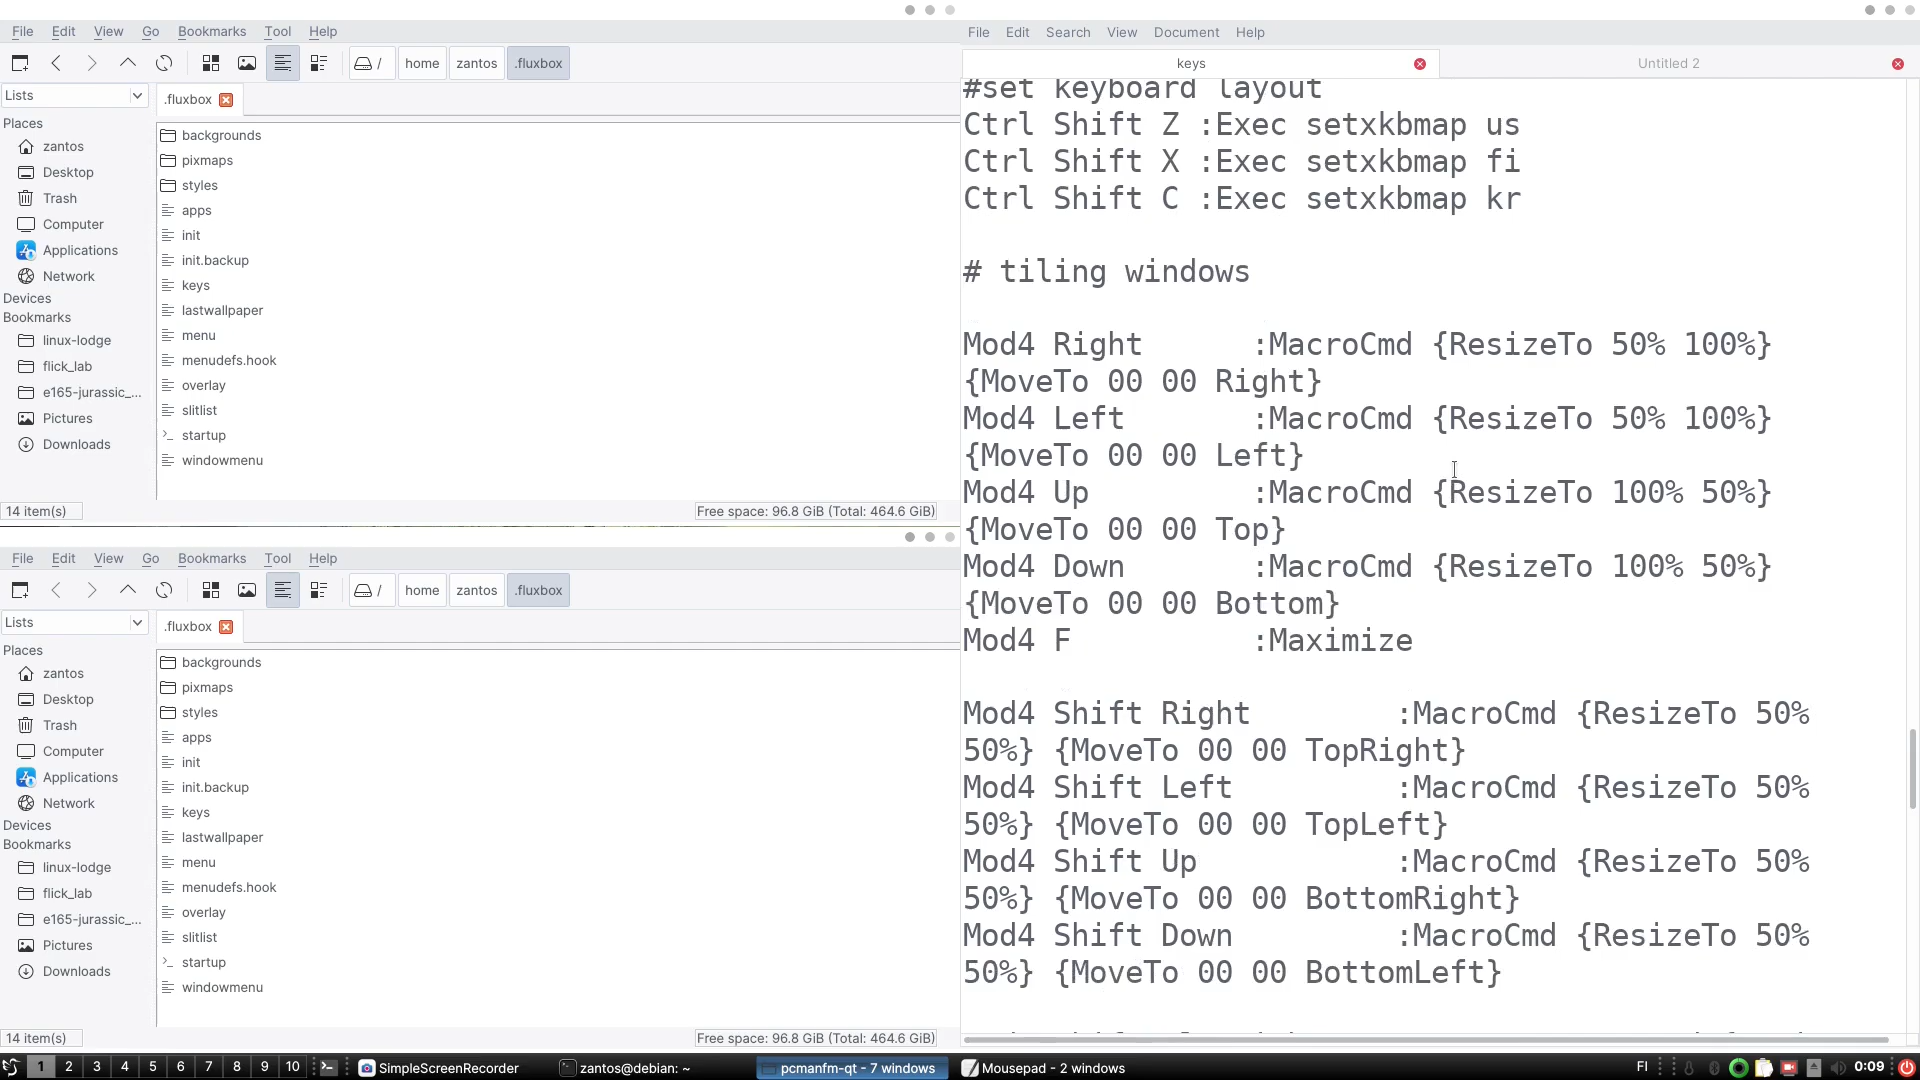 File Edit View Go Bookmarks Tool Help
/ home zantos .fluxbox
Lists
.fluxbox
Places
zantos
Desktop
Trash
Computer
Applications
Network
Devices
Bookmarks
linux-lodge
flick_lab
e165-jurassic_...
Pictures
Downloads
backgrounds
pixmaps
styles
apps
init
init.backup
keys
lastwallpaper
menu
menudefs.hook
overlay
slitlist
startup
windowmenu
14 item(s)
Free space: 96.8 GiB (Total: 464.6 GiB)
File Edit View Go Bookmarks Tool Help
/ home zantos .fluxbox
Lists
.fluxbox
Places
zantos
Desktop
Trash
Computer
Applications
Network
Devices
Bookmarks
linux-lodge
flick_lab
e165-jurassic_...
Pictures
Downloads
backgrounds
pixmaps
styles
apps
init
init.backup
keys
lastwallpaper
menu
menudefs.hook
overlay
slitlist
startup
windowmenu
14 item(s)
Free space: 96.8 GiB (Total: 464.6 GiB)
File Edit Search View Document Help
keys
Untitled 2
#set keyboard layout
Ctrl Shift Z :Exec setxkbmap us
Ctrl Shift X :Exec setxkbmap fi
Ctrl Shift C :Exec setxkbmap kr
# tiling windows
Mod4 Right :MacroCmd {ResizeTo 50% 100%}
{MoveTo 00 00 Right}
Mod4 Left :MacroCmd {ResizeTo 50% 100%}
{MoveTo 00 00 Left}
Mod4 Up :MacroCmd {ResizeTo 100% 50%}
{MoveTo 00 00 Top}
Mod4 Down :MacroCmd {ResizeTo 100% 50%}
{MoveTo 00 00 Bottom}
Mod4 F :Maximize
Mod4 Shift Right :MacroCmd {ResizeTo 50%
50%} {MoveTo 00 00 TopRight}
Mod4 Shift Left :MacroCmd {ResizeTo 50%
50%} {MoveTo 00 00 TopLeft}
Mod4 Shift Up :MacroCmd {ResizeTo 50%
50%} {MoveTo 00 00 BottomRight}
Mod4 Shift Down :MacroCmd {ResizeTo 50%
50%} {MoveTo 00 00 BottomLeft}
1 2 3 4 5 6 7 8 9 10 SimpleScreenRecorder zantos@debian: ~ pcmanfm-qt - 7 windows Mousepad - 2 windows FI 0:09